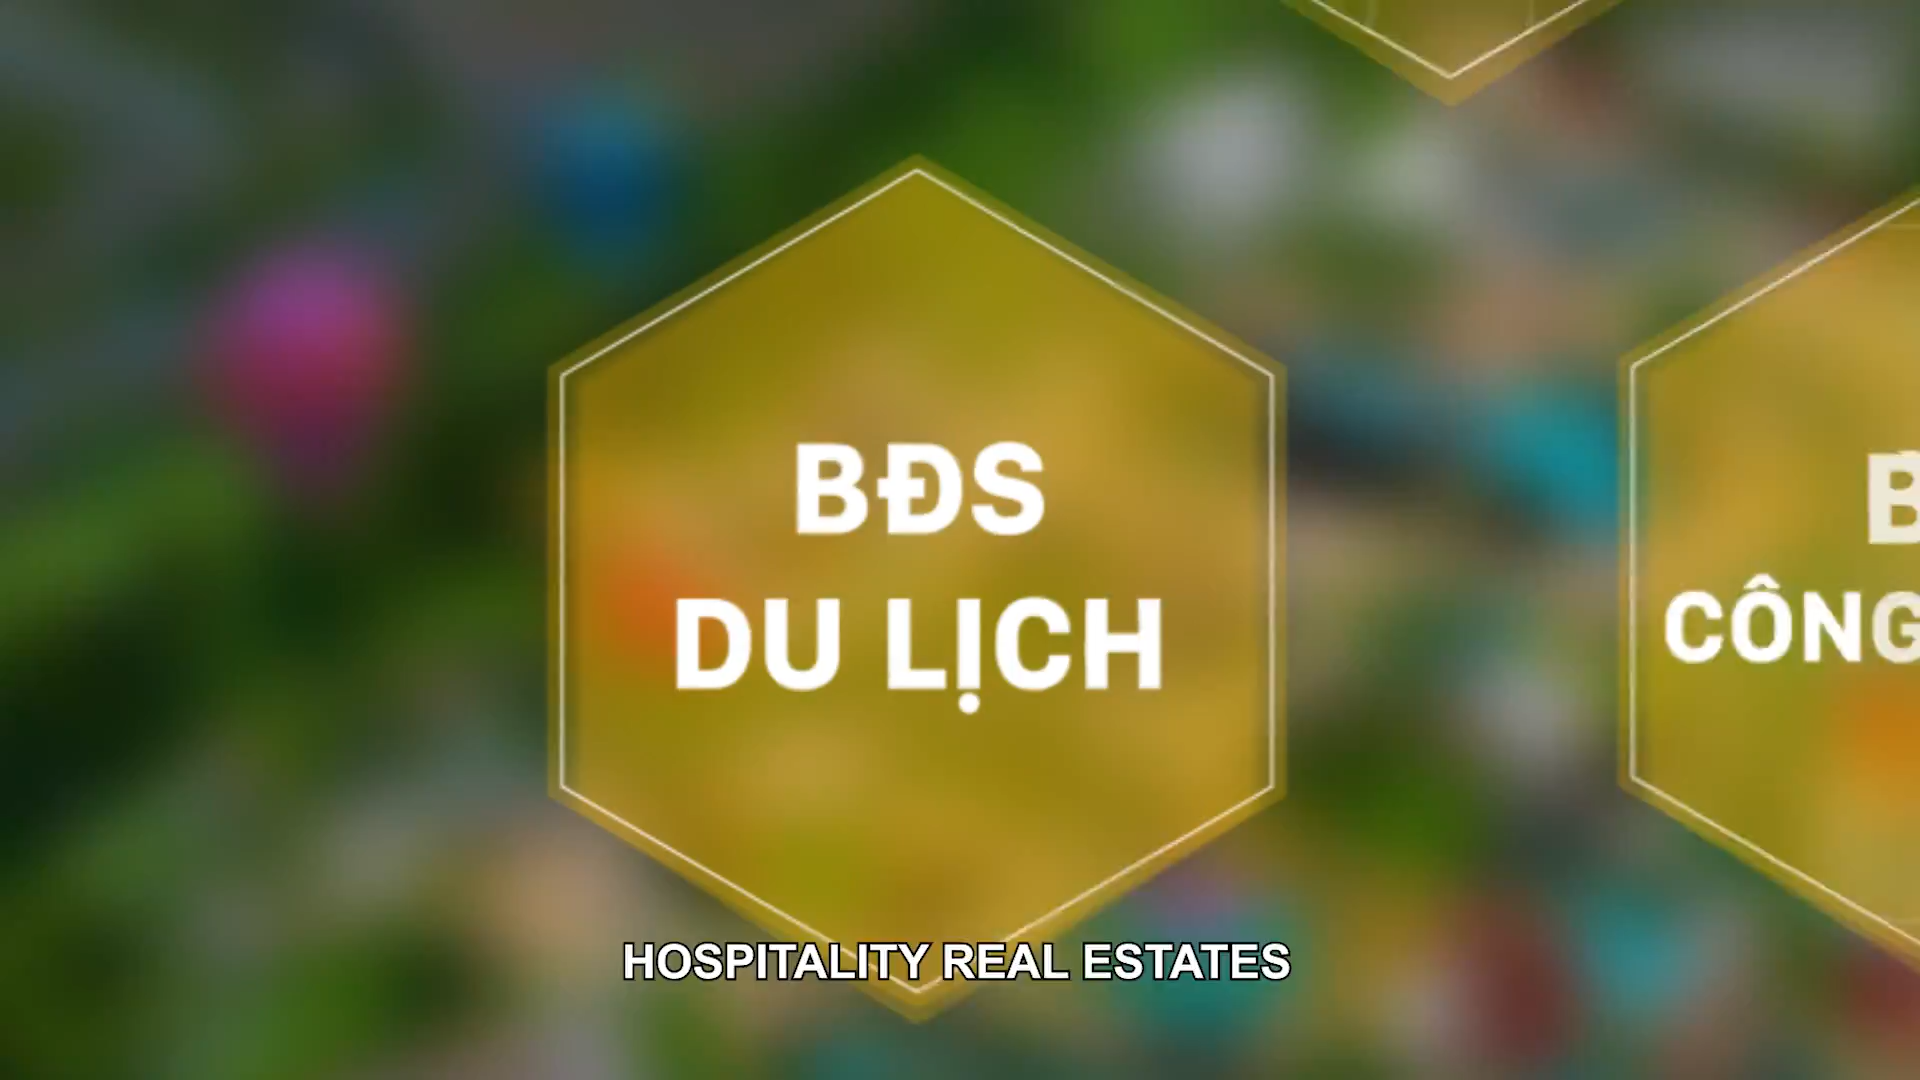 BĐS
DU LỊCH
CÔNG
HOSPITALITY REAL ESTATES